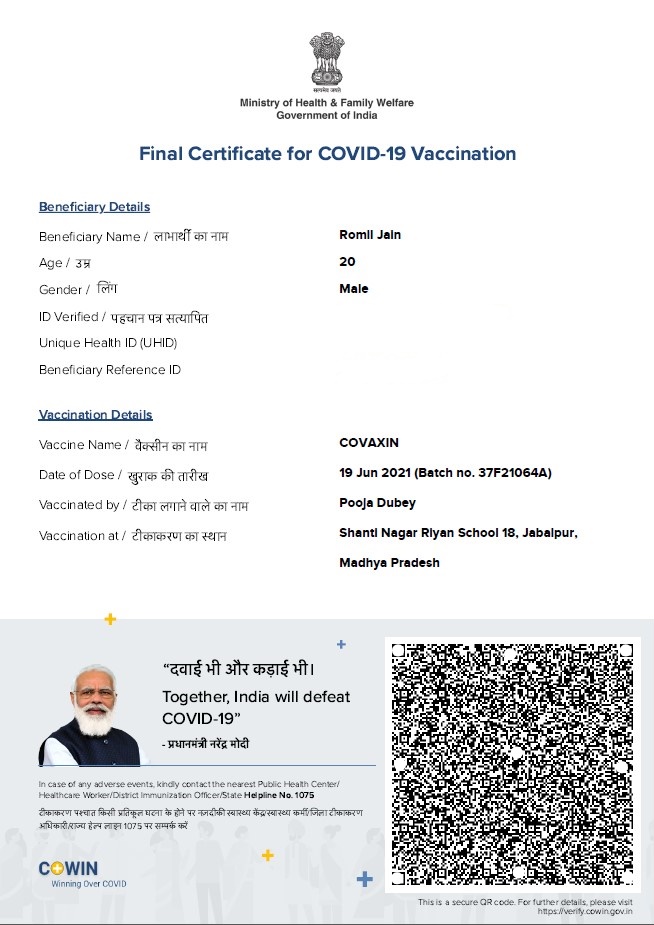 सत्यमेव जयते
Ministry of Health & Family Welfare
Government of India
Final Certificate for COVID-19 Vaccination
Beneficiary Details
Beneficiary Name / लाभार्थी का नाम Romil Jain
Age / उम्र 20
Gender / लिंग Male
ID Verified / पहचान पत्र सत्यापित
Unique Health ID (UHID)
Beneficiary Reference ID
Vaccination Details
Vaccine Name / वैक्सीन का नाम COVAXIN
Date of Dose / खुराक की तारीख 19 Jun 2021 (Batch no. 37F21064A)
Vaccinated by / टीका लगाने वाले का नाम Pooja Dubey
Vaccination at / टीकाकरण का स्थान Shanti Nagar Riyan School 18, Jabalpur,
Madhya Pradesh
“दवाई भी और कड़ाई भी।
Together, India will defeat
COVID-19”
- प्रधानमंत्री नरेंद्र मोदी
In case of any adverse events, kindly contact the nearest Public Health Center/
Healthcare Worker/District Immunization Officer/State Helpline No. 1075
टीकाकरण पश्चात किसी प्रतिकूल घटना के होने पर नज़दीकी स्वास्थ्य केंद्र/स्वास्थ्य कर्मी/जिला टीकाकरण
अधिकारी/राज्य हेल्प लाइन 1075 पर सम्पर्क करें
COWIN
Winning Over COVID
This is a secure QR code. For further details, please visit
https://verify.cowin.gov.in